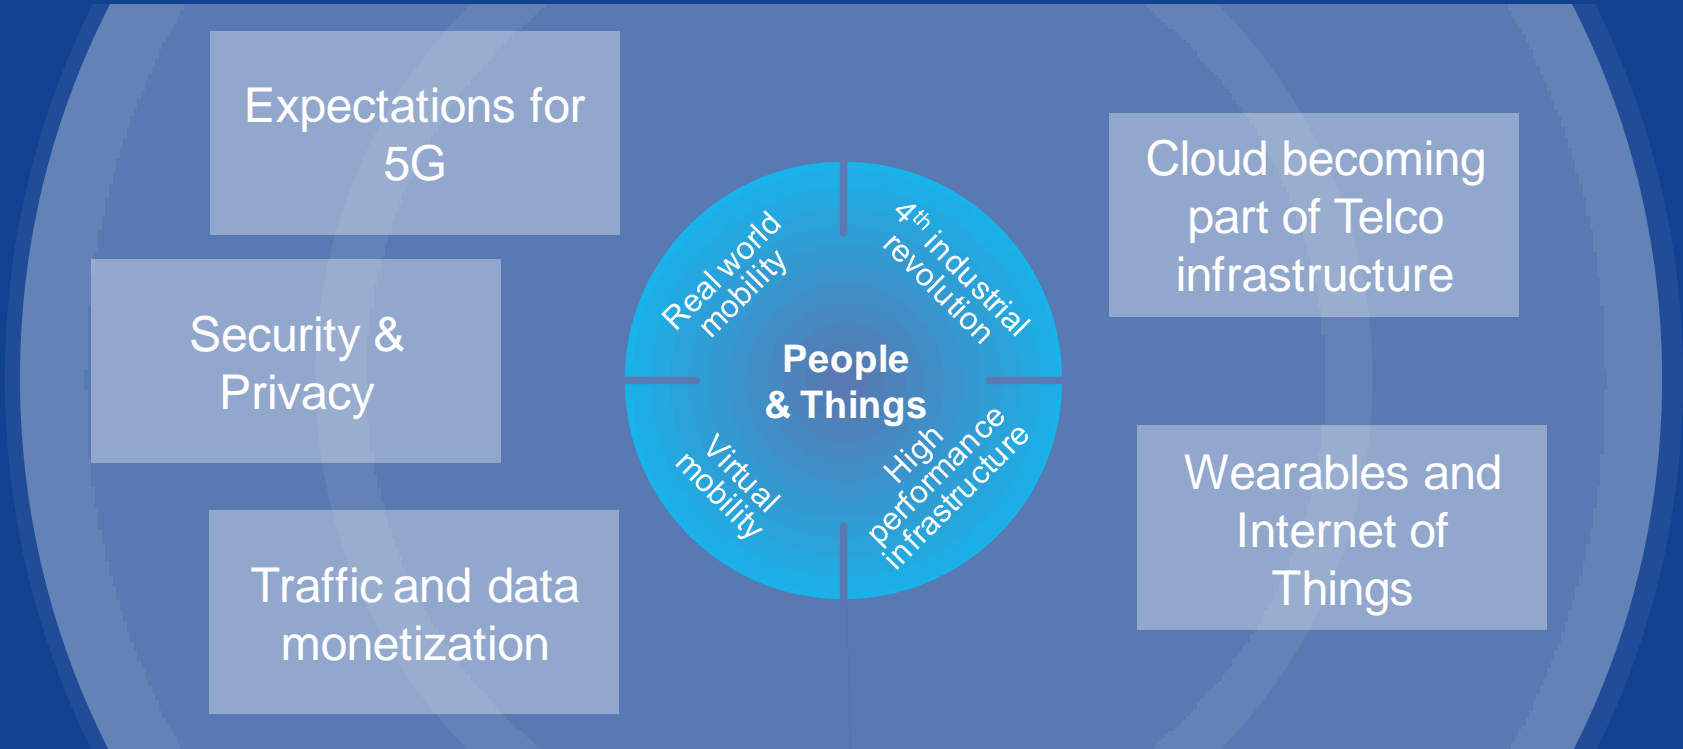 Expectations for
5G
Security &
Privacy
Traffic and data
monetization
Real world
mobility
4th industrial
revolution
People
& Things
Virtual
mobility
High
performance
infrastructure
Cloud becoming
part of Telco
infrastructure
Wearables and
Internet of
Things